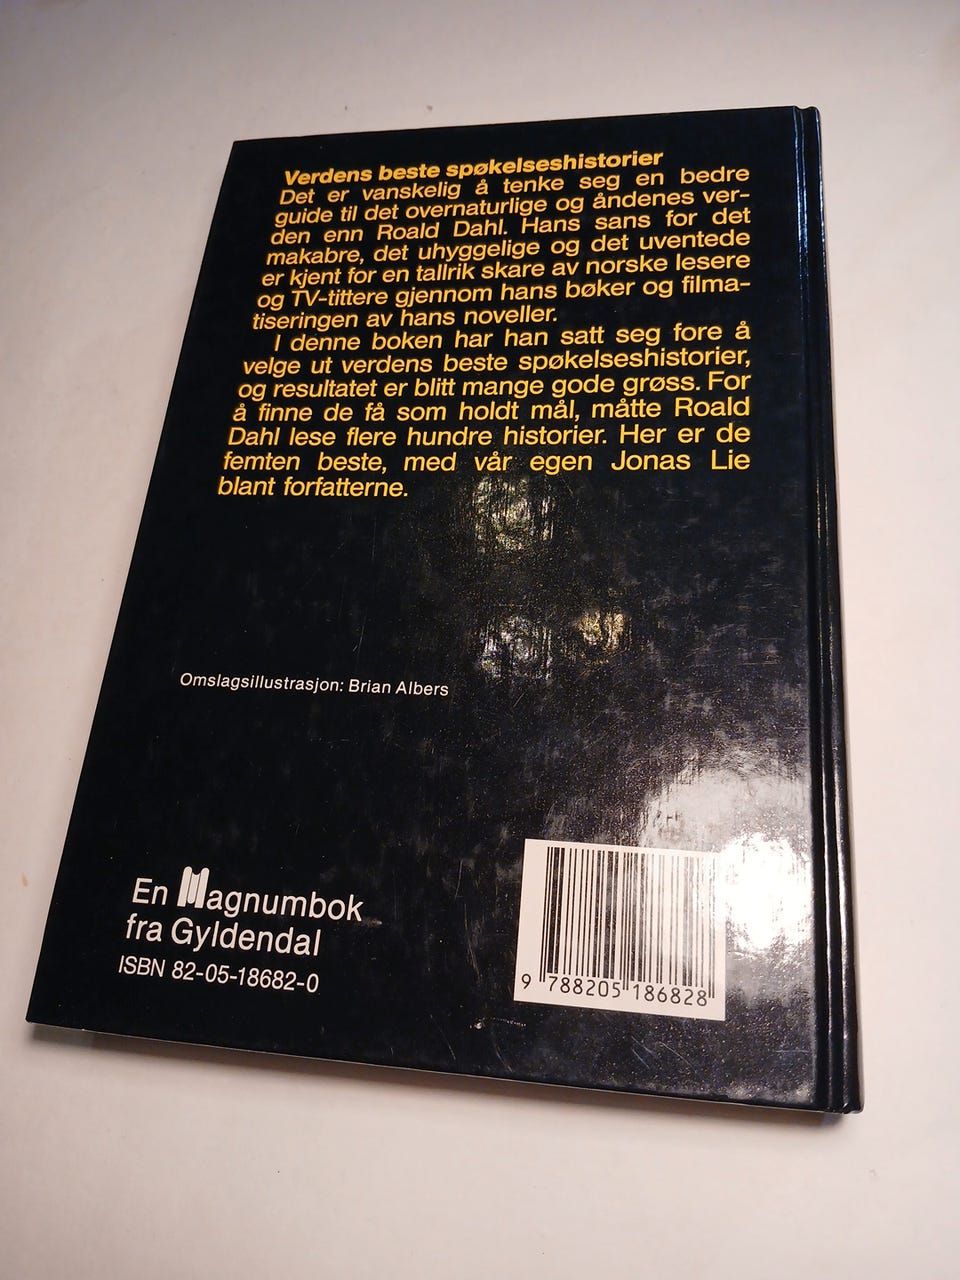 Verdens beste spøkelseshistorier
Det er vanskelig å tenke seg en bedre
guide til det overnaturlige og åndenes ver-
den enn Roald Dahl. Hans sans for det
makabre, det uhyggelige og det uventede
er kjent for en tallrik skare av norske lesere
og TV-tittere gjennom hans bøker og filma-
tiseringen av hans noveller.
I denne boken har han satt seg fore å
velge ut verdens beste spøkelseshistorier,
og resultatet er blitt mange gode grøss. For
å finne de få som holdt mål, måtte Roald
Dahl lese flere hundre historier. Her er de
femten beste, med vår egen Jonas Lie
blant forfatterne.
Omslagsillustrasjon: Brian Albers
En Magnumbok
fra Gyldendal
ISBN 82-05-18682-0
9 788205 186828